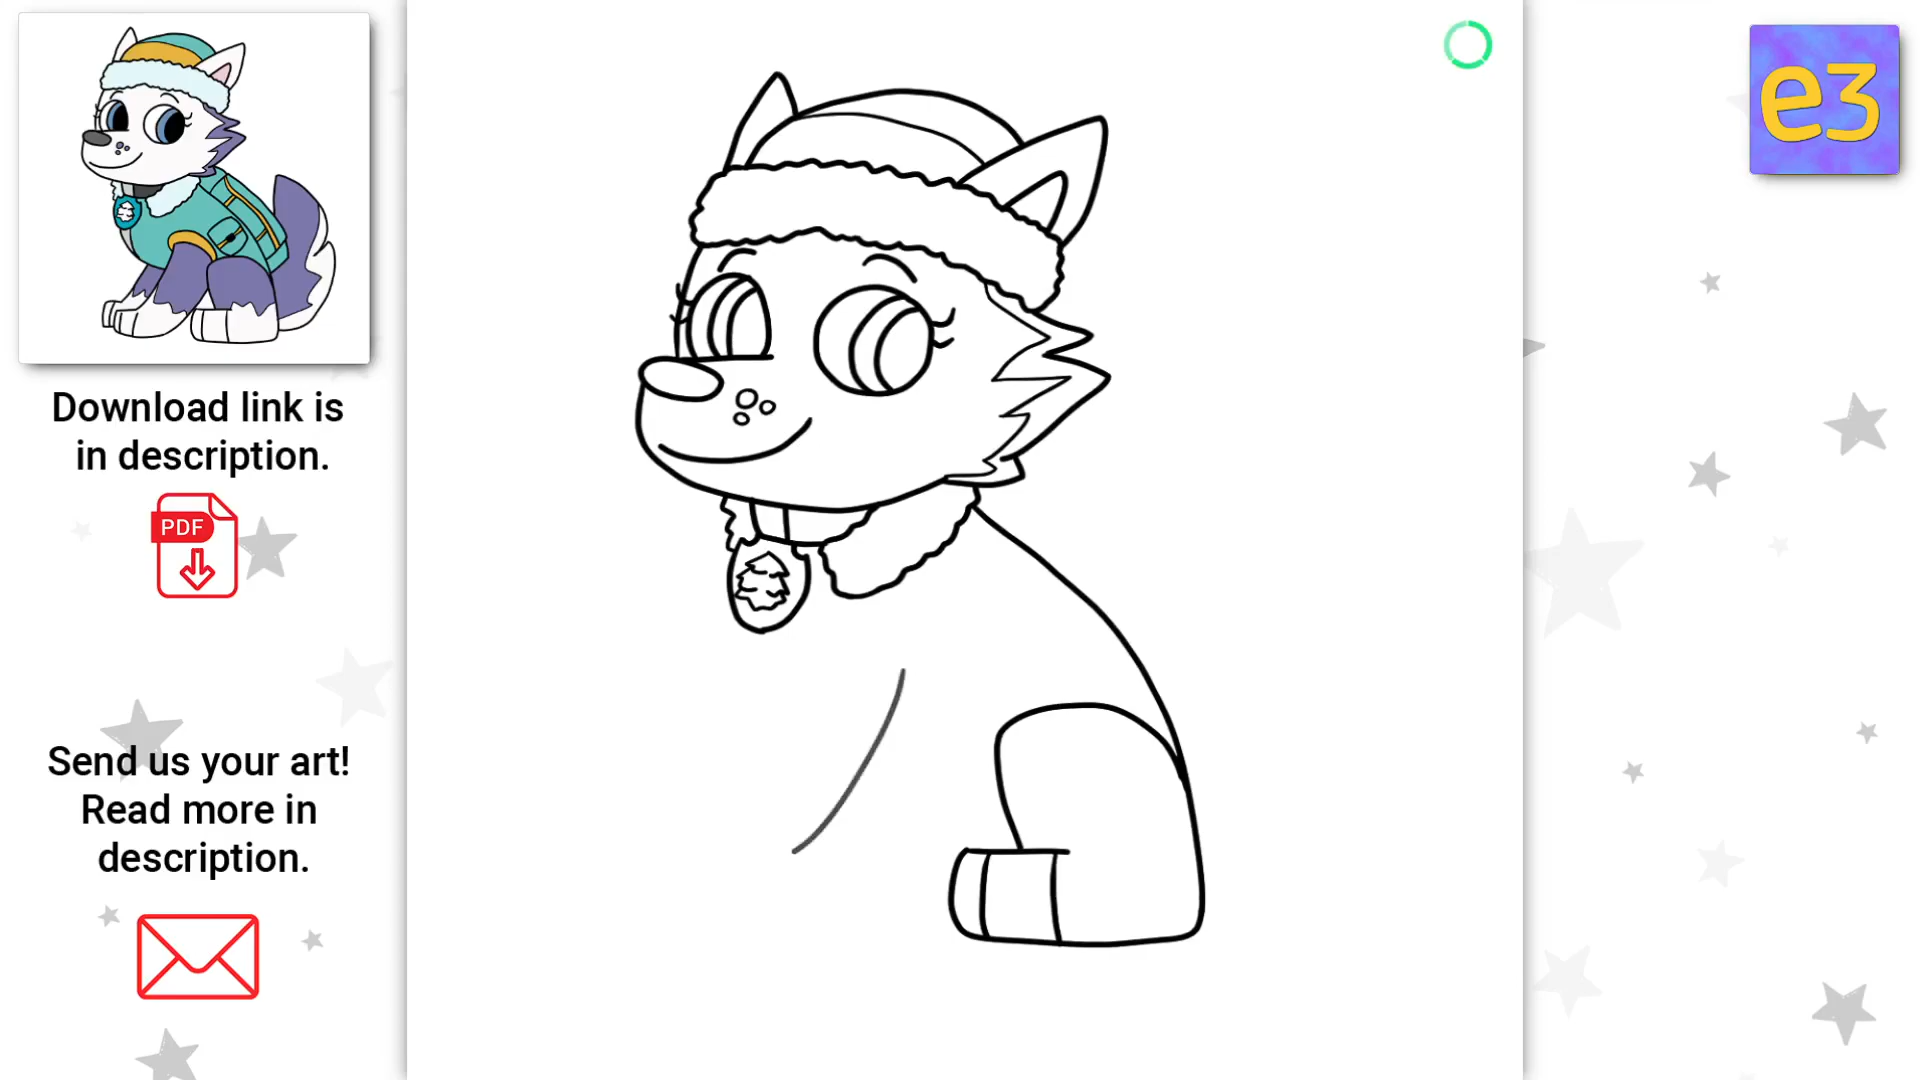 Download link is
in description.
PDF
Send us your art!
Read more in
description.
e3